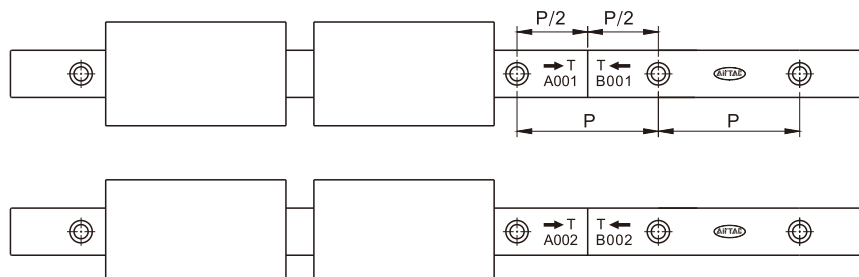 P/2 P/2
→ T T ←
A001 B001 AirTAC
P P
→ T T ←
A002 B002 AirTAC